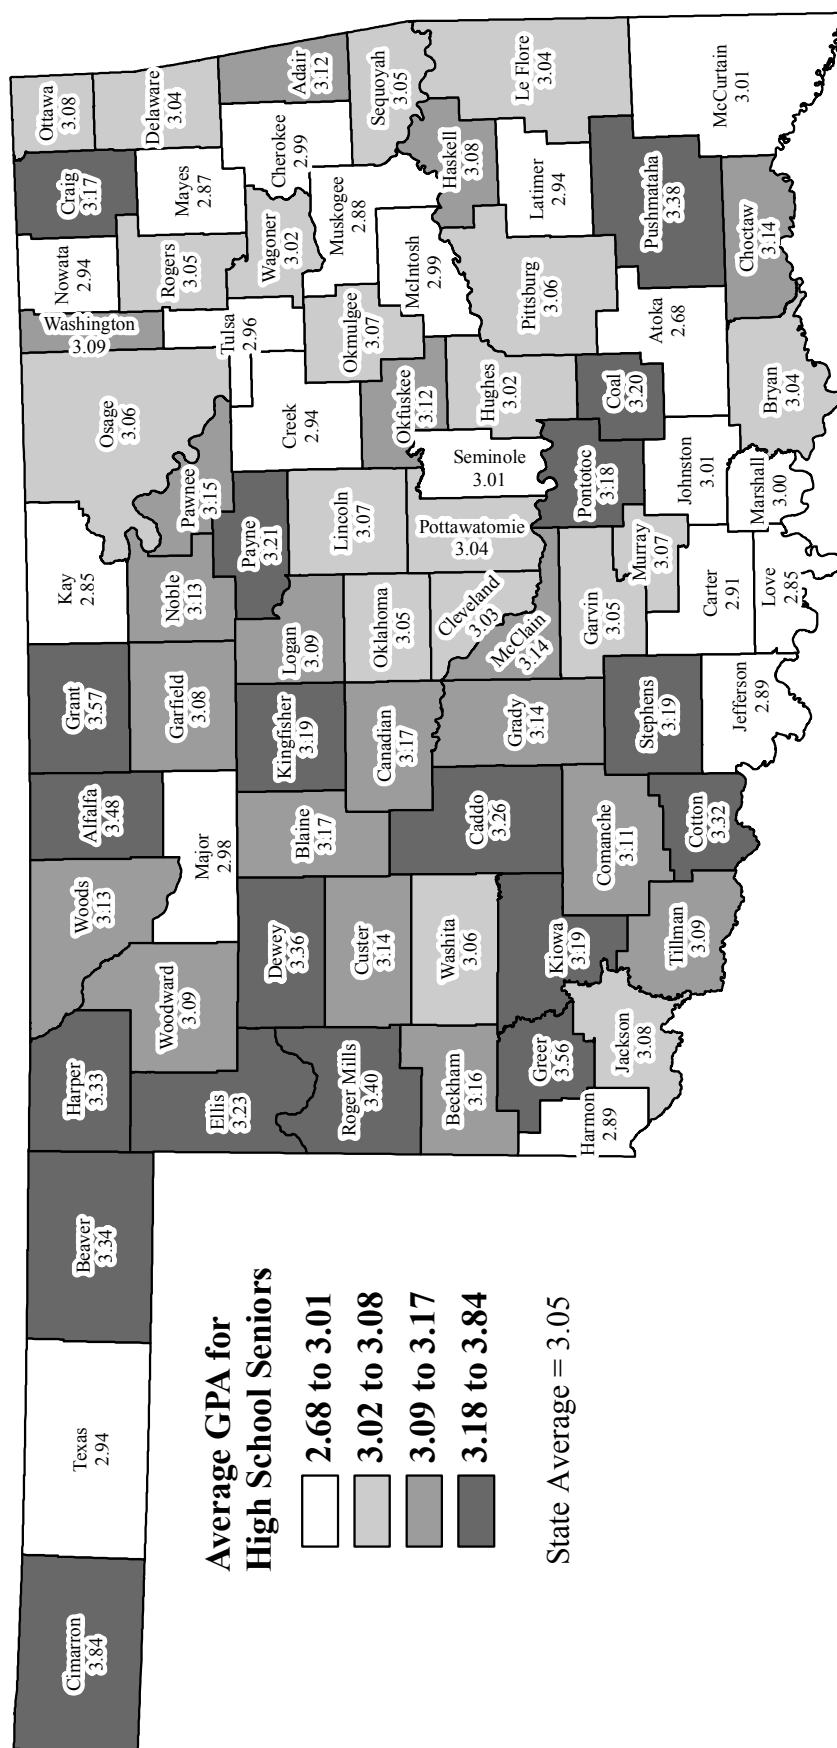 Cimarron
3.84
Texas
2.94
Beaver
3.34
Harper
3.33
Woods
3.13
Alfalfa
3.48
Grant
3.57
Kay
2.85
Osage
3.06
Washington
3.09
Nowata
2.94
Craig
3.17
Ottawa
3.08
Ellis
3.23
Woodward
3.09
Major
2.98
Garfield
3.08
Noble
3.13
Pawnee
3.15
Rogers
3.05
Mayes
2.87
Delaware
3.04
Roger Mills
3.40
Dewey
3.36
Blaine
3.17
Kingfisher
3.19
Logan
3.09
Payne
3.21
Creek
2.94
Tulsa
2.96
Wagoner
3.02
Cherokee
2.99
Adair
3.12
Custer
3.14
Canadian
3.17
Oklahoma
3.05
Lincoln
3.07
Okfuskee
3.12
Okmulgee
3.07
Muskogee
2.88
Sequoyah
3.05
Beckham
3.16
Washita
3.06
Caddo
3.26
Grady
3.14
Cleveland
3.03
McClain
3.14
Pottawatomie
3.04
Seminole
3.01
Hughes
3.02
McIntosh
2.99
Haskell
3.08
Le Flore
3.04
Harmon
2.89
Greer
3.56
Kiowa
3.19
Comanche
3.11
Stephens
3.19
Garvin
3.05
Murray
3.07
Pontotoc
3.18
Coal
3.20
Pittsburg
3.06
Latimer
2.94
Jackson
3.08
Tillman
3.09
Cotton
3.32
Jefferson
2.89
Carter
2.91
Love
2.85
Johnston
3.01
Marshall
3.00
Atoka
2.68
Bryan
3.04
Pushmataha
3.38
Choctaw
3.14
McCurtain
3.01
Average GPA for
High School Seniors
2.68 to 3.01
3.02 to 3.08
3.09 to 3.17
3.18 to 3.84
State Average = 3.05